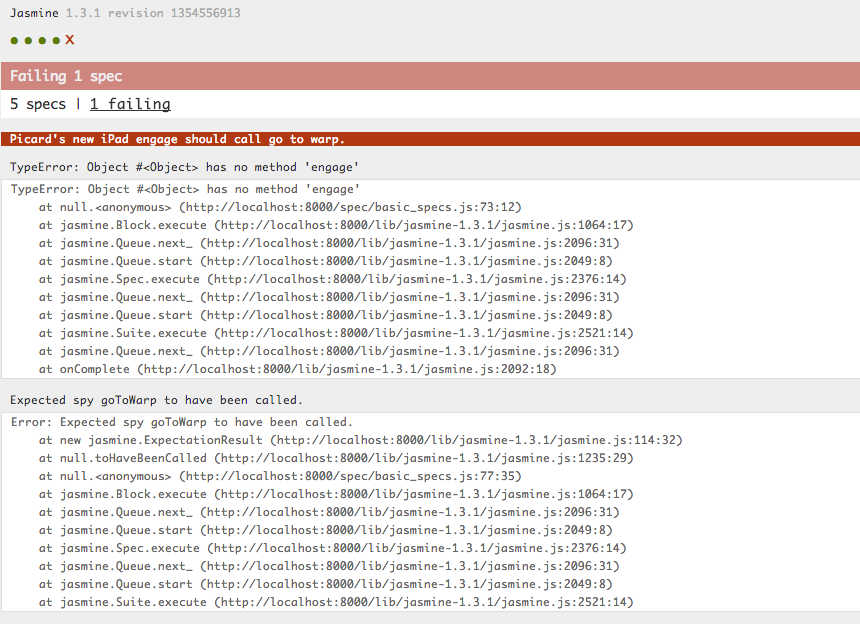 Jasmine 1.3.1 revision 1354556913
● ● ● ● X
Failing 1 spec
5 specs | 1 failing
Picard's new iPad engage should call go to warp.
TypeError: Object #<Object> has no method 'engage'
TypeError: Object #<Object> has no method 'engage'
at null.<anonymous> (http://localhost:8000/spec/basic_specs.js:73:12)
at jasmine.Block.execute (http://localhost:8000/lib/jasmine-1.3.1/jasmine.js:1064:17)
at jasmine.Queue.next_ (http://localhost:8000/lib/jasmine-1.3.1/jasmine.js:2096:31)
at jasmine.Queue.start (http://localhost:8000/lib/jasmine-1.3.1/jasmine.js:2049:8)
at jasmine.Spec.execute (http://localhost:8000/lib/jasmine-1.3.1/jasmine.js:2376:14)
at jasmine.Queue.next_ (http://localhost:8000/lib/jasmine-1.3.1/jasmine.js:2096:31)
at jasmine.Queue.start (http://localhost:8000/lib/jasmine-1.3.1/jasmine.js:2049:8)
at jasmine.Suite.execute (http://localhost:8000/lib/jasmine-1.3.1/jasmine.js:2521:14)
at jasmine.Queue.next_ (http://localhost:8000/lib/jasmine-1.3.1/jasmine.js:2096:31)
at onComplete (http://localhost:8000/lib/jasmine-1.3.1/jasmine.js:2092:18)
Expected spy goToWarp to have been called.
Error: Expected spy goToWarp to have been called.
at new jasmine.ExpectationResult (http://localhost:8000/lib/jasmine-1.3.1/jasmine.js:114:32)
at null.toHaveBeenCalled (http://localhost:8000/lib/jasmine-1.3.1/jasmine.js:1235:29)
at null.<anonymous> (http://localhost:8000/spec/basic_specs.js:77:35)
at jasmine.Block.execute (http://localhost:8000/lib/jasmine-1.3.1/jasmine.js:1064:17)
at jasmine.Queue.next_ (http://localhost:8000/lib/jasmine-1.3.1/jasmine.js:2096:31)
at jasmine.Queue.start (http://localhost:8000/lib/jasmine-1.3.1/jasmine.js:2049:8)
at jasmine.Spec.execute (http://localhost:8000/lib/jasmine-1.3.1/jasmine.js:2376:14)
at jasmine.Queue.next_ (http://localhost:8000/lib/jasmine-1.3.1/jasmine.js:2096:31)
at jasmine.Queue.start (http://localhost:8000/lib/jasmine-1.3.1/jasmine.js:2049:8)
at jasmine.Suite.execute (http://localhost:8000/lib/jasmine-1.3.1/jasmine.js:2521:14)